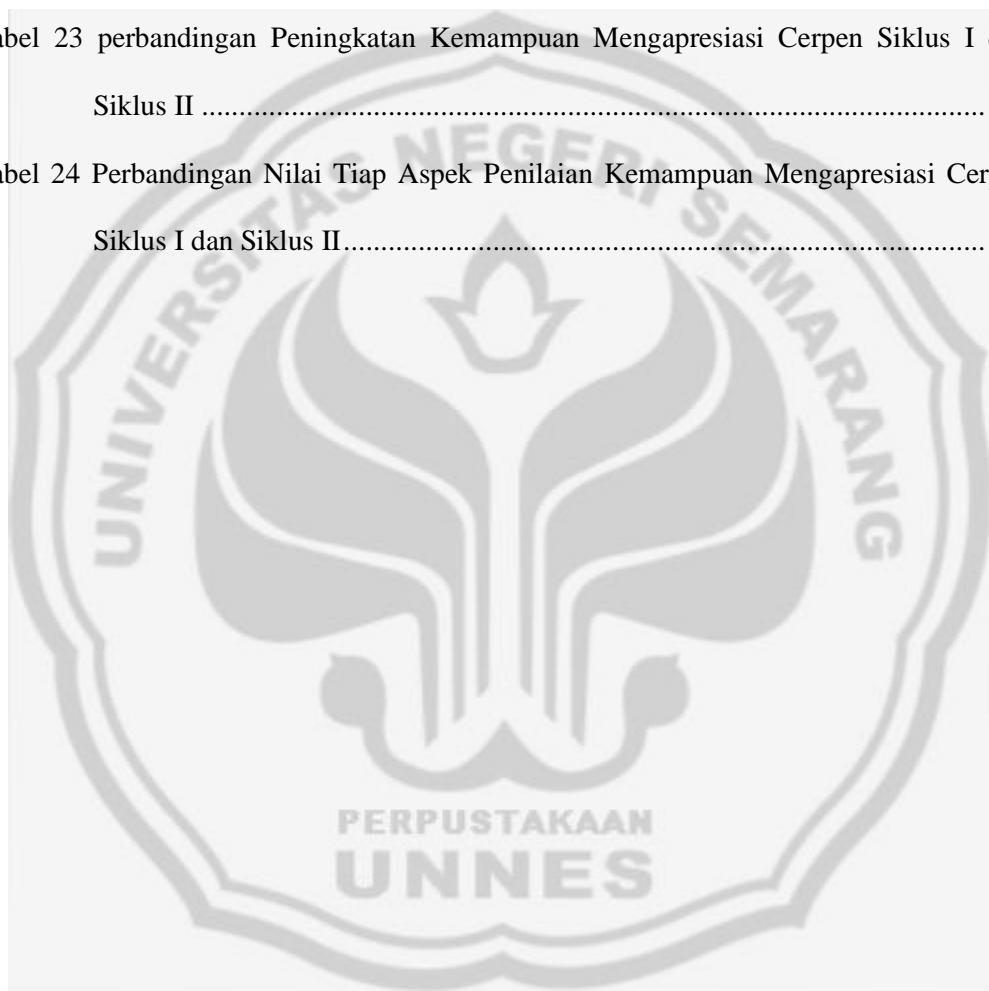 abel 23 perbandingan Peningkatan Kemampuan Mengapresiasi Cerpen Siklus I
Siklus II ........................................................................................................
abel 24 Perbandingan Nilai Tiap Aspek Penilaian Kemampuan Mengapresiasi Cer
Siklus I dan Siklus II.....................................................................................
UNIVERSITAS NEGERI SEMARANG
PERPUSTAKAAN
UNNES